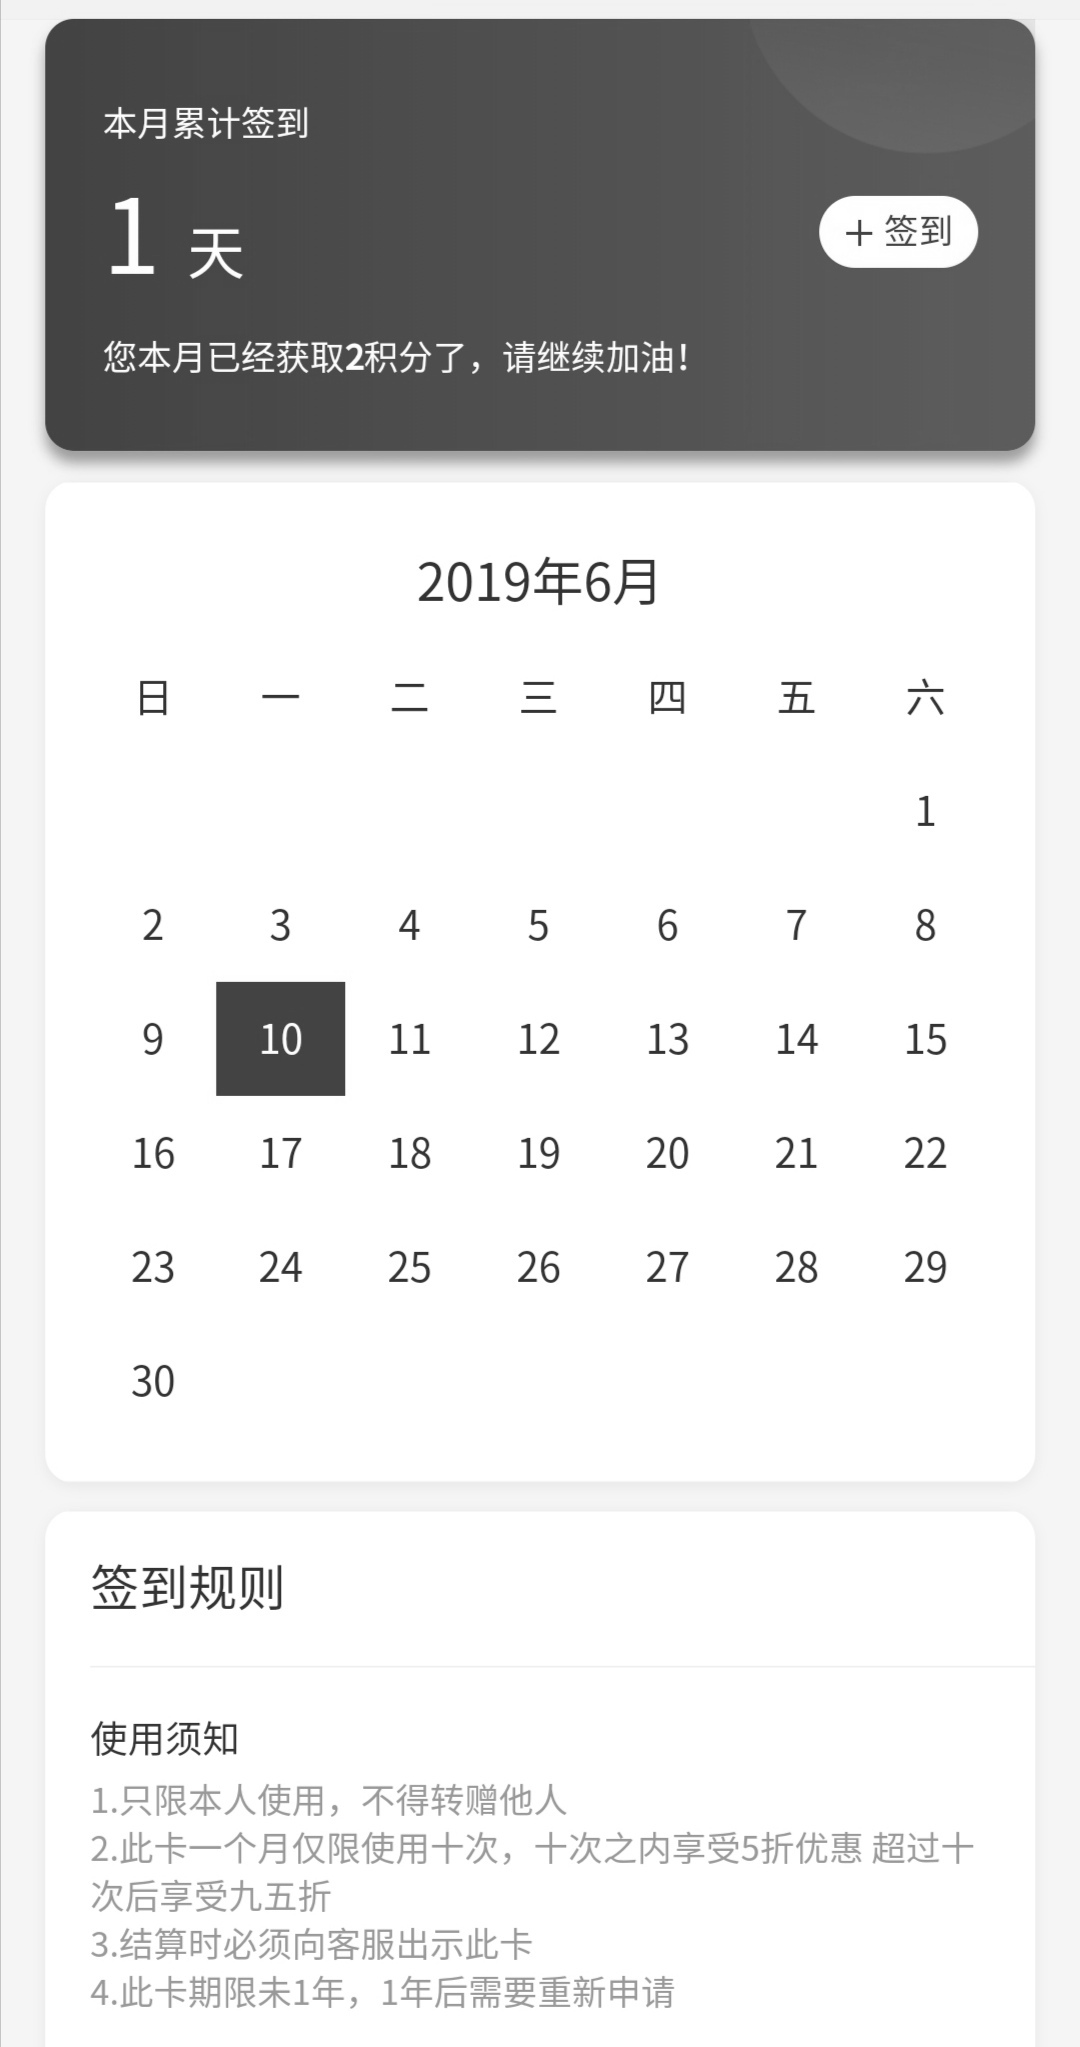 本月累计签到
1 天
＋ 签到
您本月已经获取2积分了，请继续加油！
2019年6月
日 一 二 三 四 五 六
1
2 3 4 5 6 7 8
9 10 11 12 13 14 15
16 17 18 19 20 21 22
23 24 25 26 27 28 29
30
签到规则
使用须知
1.只限本人使用，不得转赠他人
2.此卡一个月仅限使用十次，十次之内享受5折优惠 超过十
次后享受九五折
3.结算时必须向客服出示此卡
4.此卡期限未1年，1年后需要重新申请